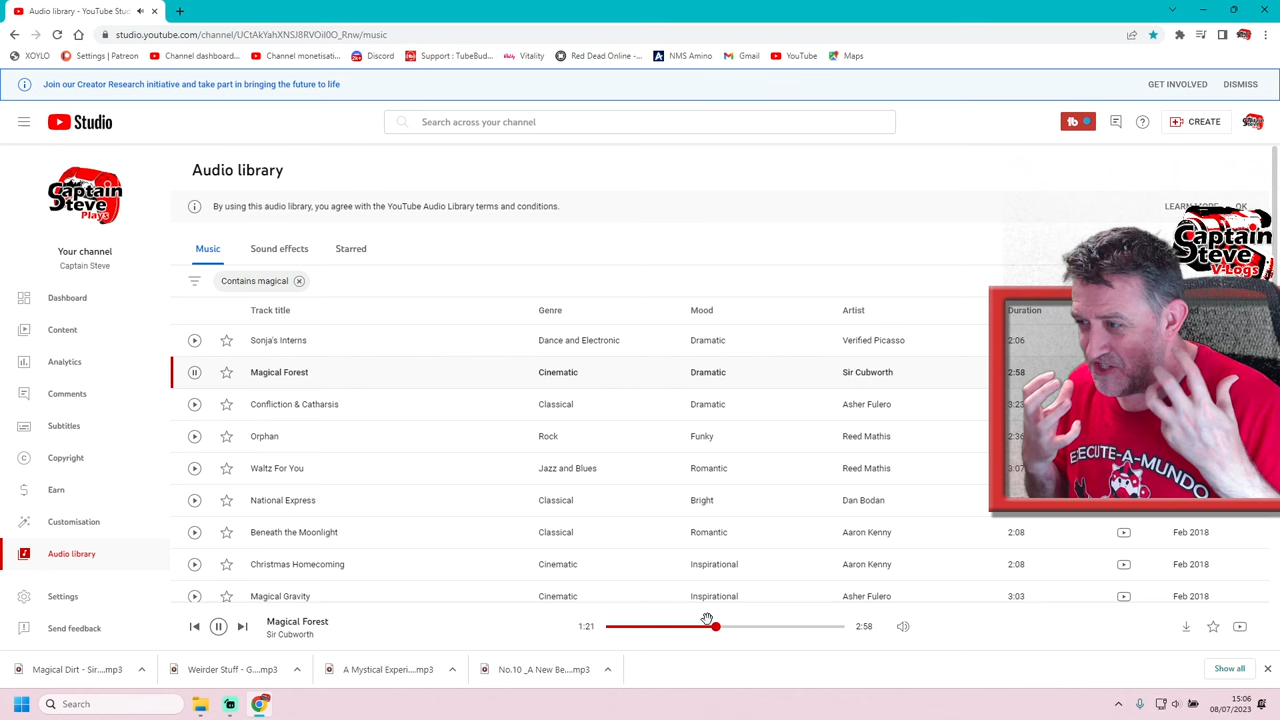 Audio library - YouTube Stu
studio.youtube.com/channel/UCtAkYahXNSJ8RVOil0O_Rnw/music
XOYLO Settings | Patreon Channel dashboard... Channel monetisati... Discord Support : TubeBud... Vitality Red Dead Online -... NMS Amino Gmail YouTube Maps
Join our Creator Research initiative and take part in bringing the future to life GET INVOLVED DISMISS
Studio Search across your channel tb CREATE
Captain Steve Plays
Your channel
Captain Steve
Dashboard
Content
Analytics
Comments
Subtitles
Copyright
Earn
Customisation
Audio library
Settings
Send feedback
Audio library
By using this audio library, you agree with the YouTube Audio Library terms and conditions. LEARN MORE OK
Music Sound effects Starred
Contains magical
Track title Genre Mood Artist Duration
Sonja's Interns Dance and Electronic Dramatic Verified Picasso 2:06
Magical Forest Cinematic Dramatic Sir Cubworth 2:58
Confliction & Catharsis Classical Dramatic Asher Fulero 3:23
Orphan Rock Funky Reed Mathis 2:36
Waltz For You Jazz and Blues Romantic Reed Mathis 3:07
National Express Classical Bright Dan Bodan
Beneath the Moonlight Classical Romantic Aaron Kenny 2:08 Feb 2018
Christmas Homecoming Cinematic Inspirational Aaron Kenny 2:08 Feb 2018
Magical Gravity Cinematic Inspirational Asher Fulero 3:03 Feb 2018
Captain
Steve
V-Logs
EXECUTE-A-MUNDO
Magical Forest
Sir Cubworth
1:21 2:58
Magical Dirt - Sir....mp3 Weirder Stuff - G....mp3 A Mystical Experi....mp3 No.10 _A New Be....mp3 Show all
Search
15:06
08/07/2023